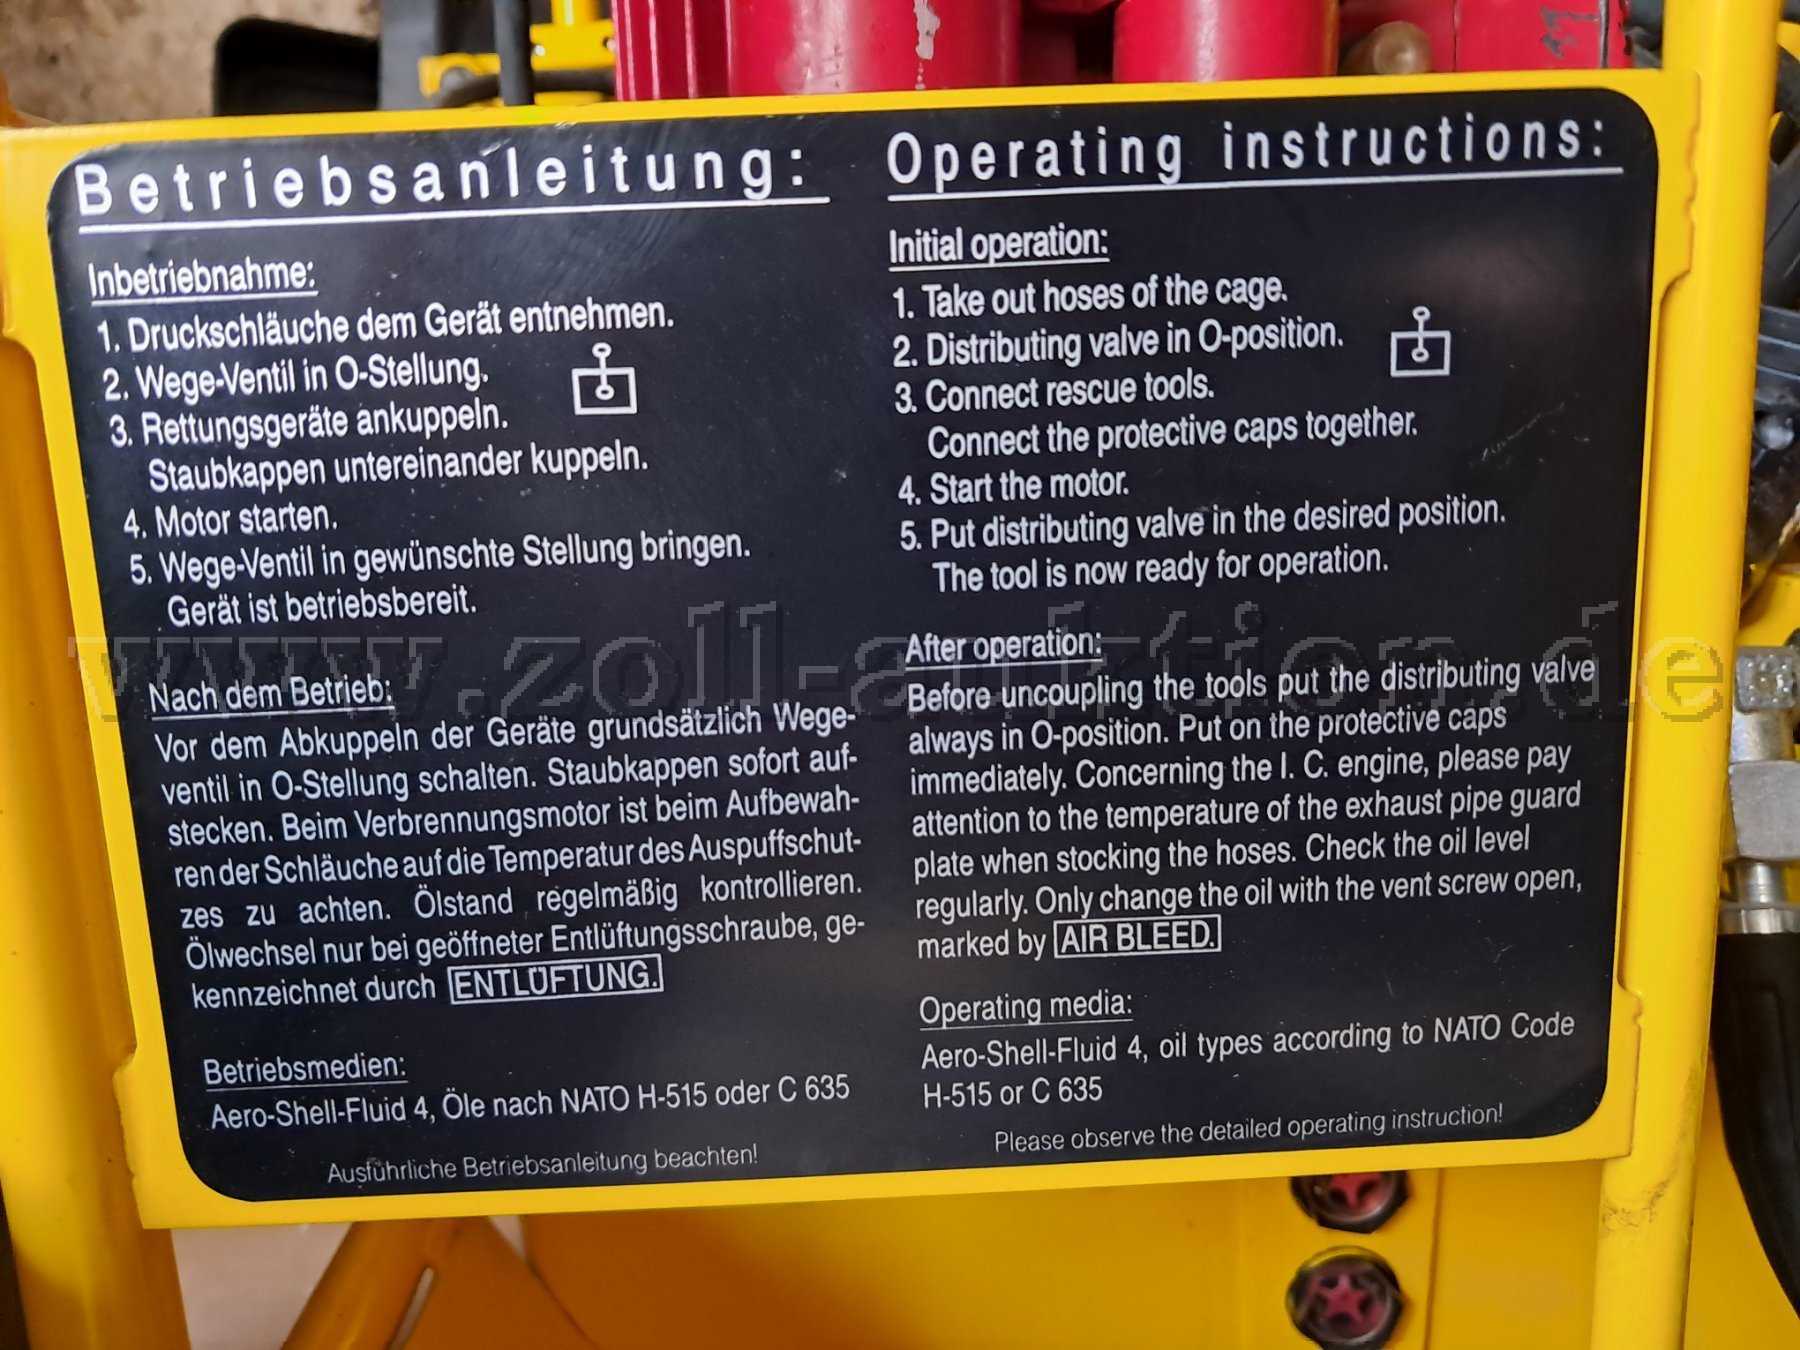 Betriebsanleitung:
Inbetriebnahme:
1. Druckschläuche dem Gerät entnehmen.
2. Wege-Ventil in O-Stellung.
3. Rettungsgeräte ankuppeln.
Staubkappen untereinander kuppeln.
4. Motor starten.
5. Wege-Ventil in gewünschte Stellung bringen.
Gerät ist betriebsbereit.
Nach dem Betrieb:
Vor dem Abkuppeln der Geräte grundsätzlich Wege-
ventil in O-Stellung schalten. Staubkappen sofort auf-
stecken. Beim Verbrennungsmotor ist beim Aufbewah-
ren der Schläuche auf die Temperatur des Auspuffschut-
zes zu achten. Ölstand regelmäßig kontrollieren.
Ölwechsel nur bei geöffneter Entlüftungsschraube, ge-
kennzeichnet durch ENTLÜFTUNG.
Betriebsmedien:
Aero-Shell-Fluid 4, Öle nach NATO H-515 oder C 635
Ausführliche Betriebsanleitung beachten!
Operating instructions:
Initial operation:
1. Take out hoses of the cage.
2. Distributing valve in O-position.
3. Connect rescue tools.
Connect the protective caps together.
4. Start the motor.
5. Put distributing valve in the desired position.
The tool is now ready for operation.
After operation:
Before uncoupling the tools put the distributing valve
always in O-position. Put on the protective caps
immediately. Concerning the I. C. engine, please pay
attention to the temperature of the exhaust pipe guard
plate when stocking the hoses. Check the oil level
regularly. Only change the oil with the vent screw open,
marked by AIR BLEED.
Operating media:
Aero-Shell-Fluid 4, oil types according to NATO Code
H-515 or C 635
Please observe the detailed operating instruction!
www.zoll-auktion.de